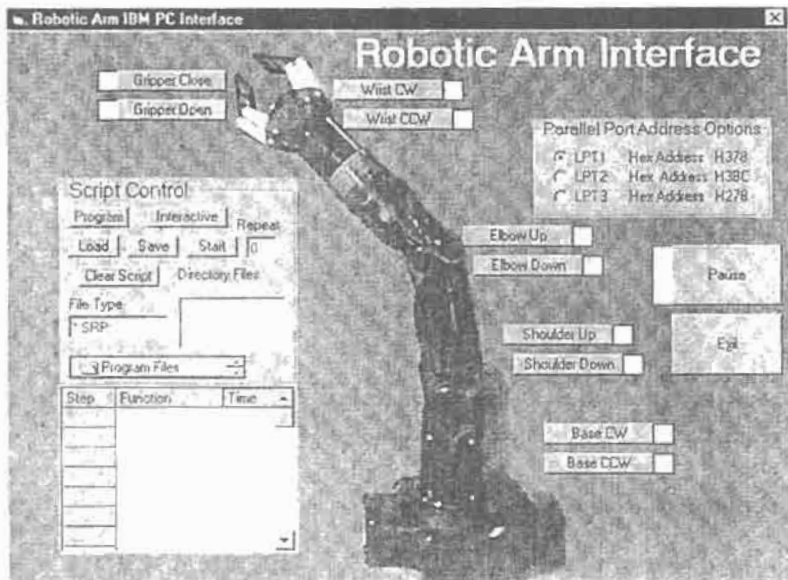 Robotic Arm IBM PC Interface
Robotic Arm Interface
Gripper Close
Gripper Open
Wrist CW
Wrist CCW
Parallel Port Address Options
LPT1 Hex Address H378
LPT2 Hex Address H3BC
LPT3 Hex Address H278
Script Control
Program Interactive
Repeat
Load Save Start 0
Clear Script Directory Files
File Type
*.SRP
Program Files
Step Function Time
Elbow Up
Elbow Down
Pause
Shoulder Up
Shoulder Down
Exit
Base CW
Base CCW